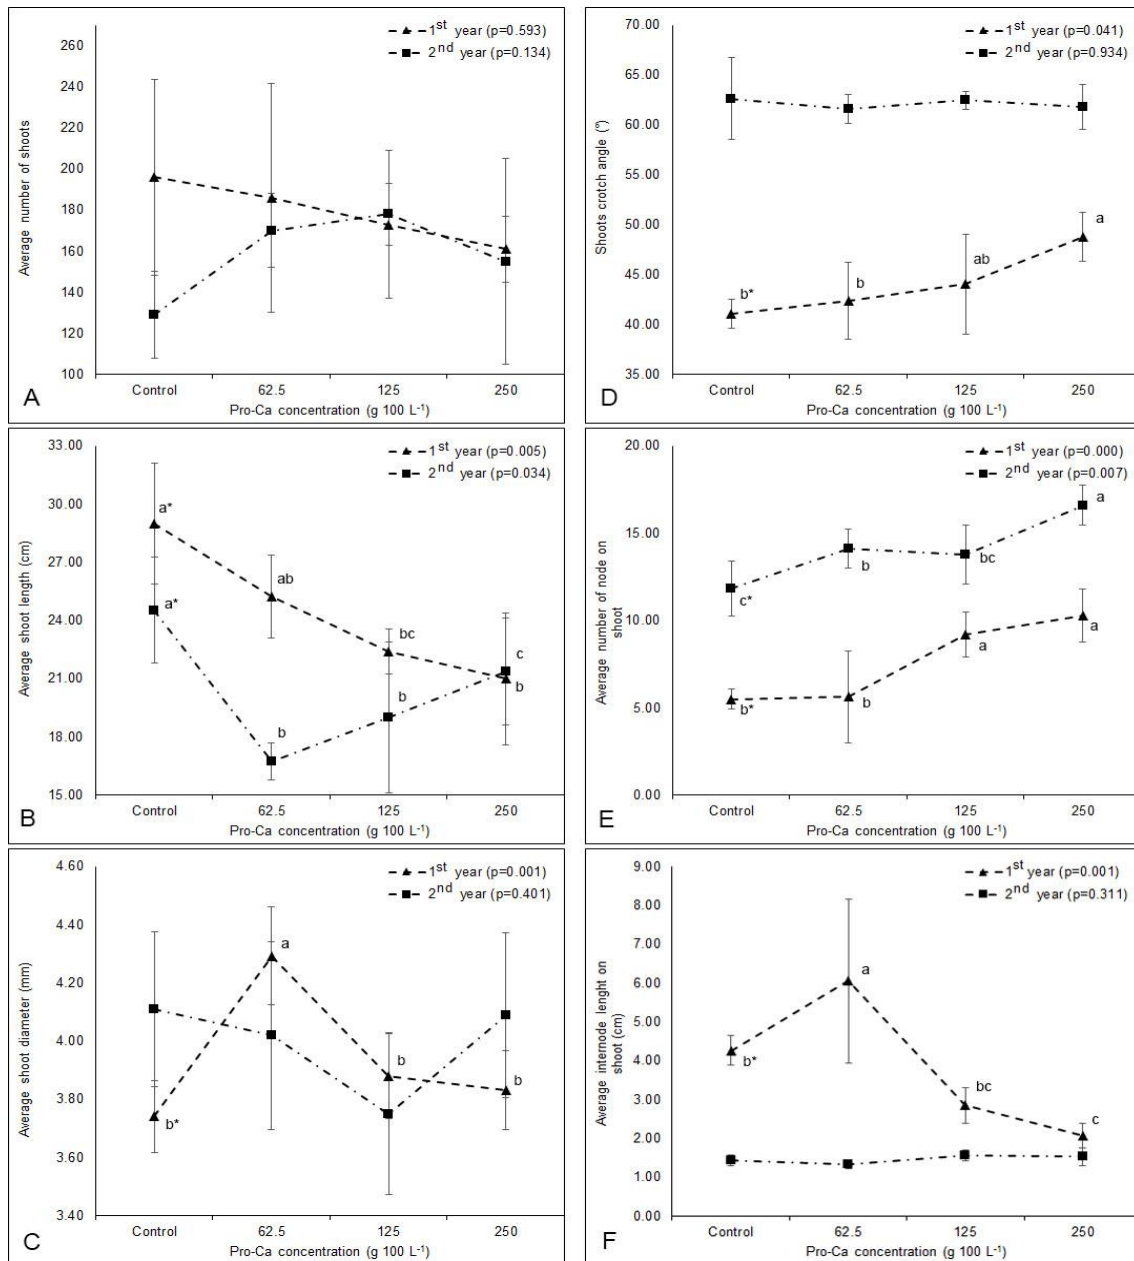 1st year (p=0.593)
2nd year (p=0.134)
Average number of shoots
260
240
220
200
180
160
140
120
100
Control 62.5 125 250
Pro-Ca concentration (g 100 L-1)
A
1st year (p=0.041)
2nd year (p=0.934)
Shoots crotch angle (°)
70.00
65.00
60.00
55.00
50.00
45.00
40.00
35.00
b* b ab a
Control 62.5 125 250
Pro-Ca concentration (g 100 L-1)
D
1st year (p=0.005)
2nd year (p=0.034)
Average shoot length (cm)
33.00
30.00
27.00
24.00
21.00
18.00
15.00
a* ab bc c
a* b b b
Control 62.5 125 250
Pro-Ca concentration (g 100 L-1)
B
1st year (p=0.000)
2nd year (p=0.007)
Average number of node on
shoot
20.00
15.00
10.00
5.00
0.00
c* b bc a
b* b a a
Control 62.5 125 250
Pro-Ca concentration (g 100 L-1)
E
1st year (p=0.001)
2nd year (p=0.401)
Average shoot diameter (mm)
4.60
4.40
4.20
4.00
3.80
3.60
3.40
b* a b b
Control 62.5 125 250
Pro-Ca concentration (g 100 L-1)
C
1st year (p=0.001)
2nd year (p=0.311)
Average internode lenght on
shoot (cm)
9.00
8.00
7.00
6.00
5.00
4.00
3.00
2.00
1.00
0.00
b* a bc c
Control 62.5 125 250
Pro-Ca concentration (g 100 L-1)
F